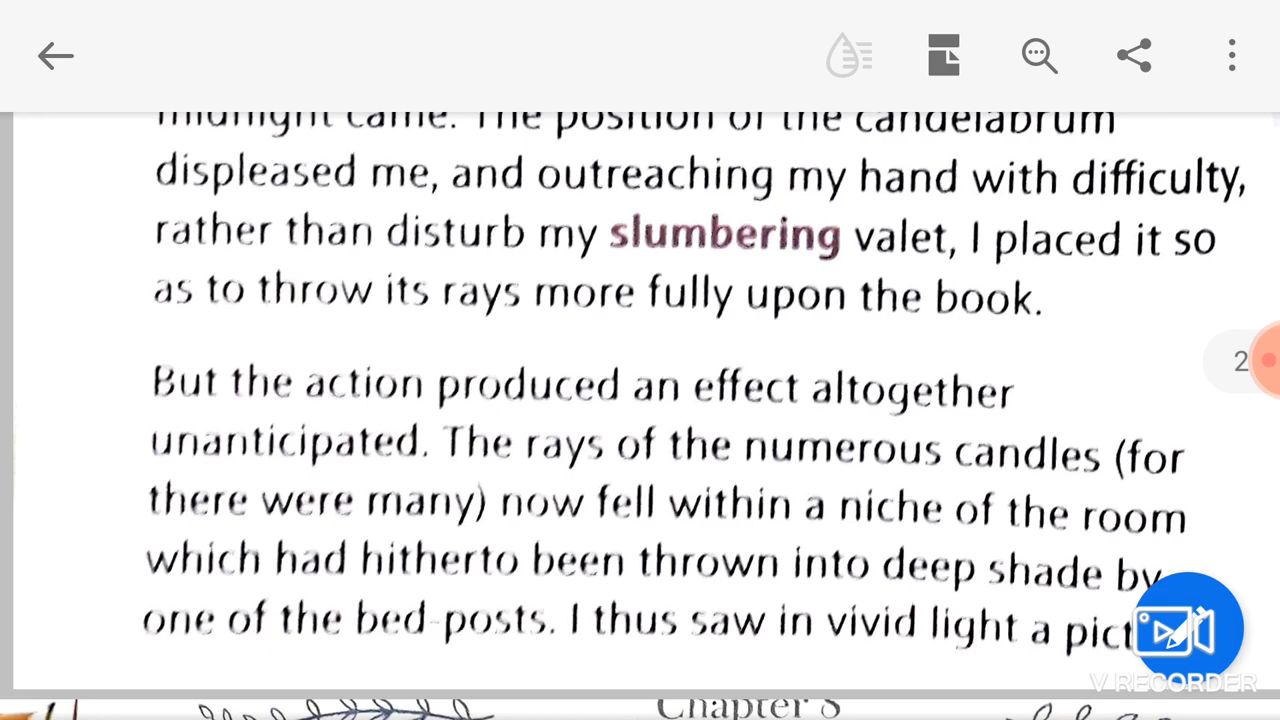 midnight came. The position of the candelabrum
displeased me, and outreaching my hand with difficulty,
rather than disturb my slumbering valet, I placed it so
as to throw its rays more fully upon the book.
2
But the action produced an effect altogether
unanticipated. The rays of the numerous candles (for
there were many) now fell within a niche of the room
which had hitherto been thrown into deep shade by
one of the bed-posts. I thus saw in vivid light a pict
V RECORDER
Chapter 8